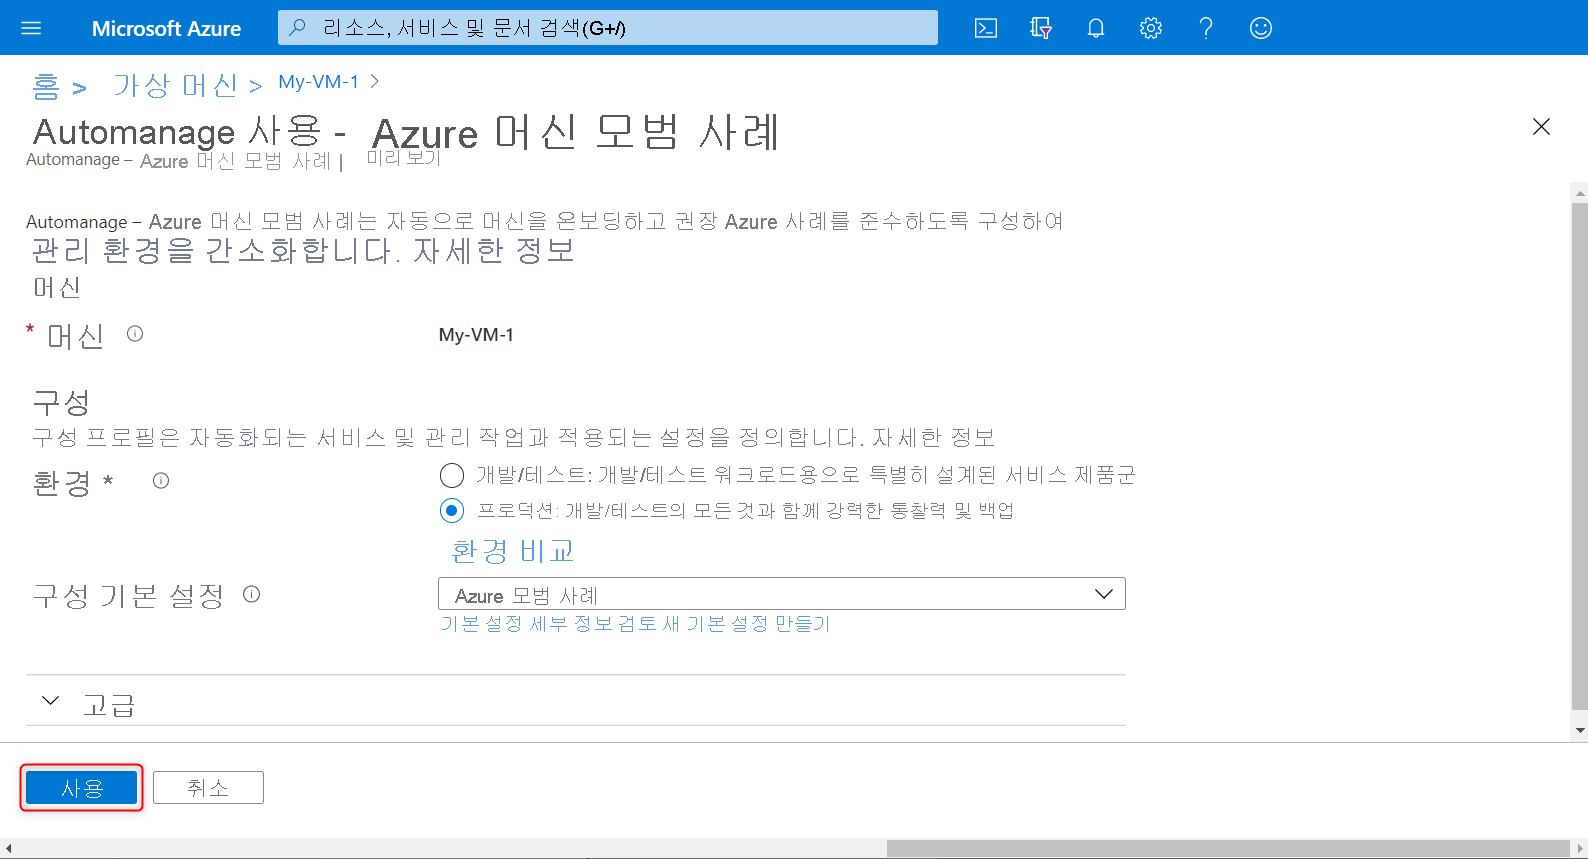 Microsoft Azure 리소스, 서비스 및 문서 검색(G+/)
홈 > 가상 머신 > My-VM-1 >
Automanage 사용 - Azure 머신 모범 사례
Automanage – Azure 머신 모범 사례 | 미리 보기
Automanage – Azure 머신 모범 사례는 자동으로 머신을 온보딩하고 권장 Azure 사례를 준수하도록 구성하여
관리 환경을 간소화합니다. 자세한 정보
머신
* 머신 My-VM-1
구성
구성 프로필은 자동화되는 서비스 및 관리 작업과 적용되는 설정을 정의합니다. 자세한 정보
환경 * 개발/테스트: 개발/테스트 워크로드용으로 특별히 설계된 서비스 제품군
프로덕션: 개발/테스트의 모든 것과 함께 강력한 통찰력 및 백업
환경 비교
구성 기본 설정 Azure 모범 사례
기본 설정 세부 정보 검토 새 기본 설정 만들기
고급
사용 취소